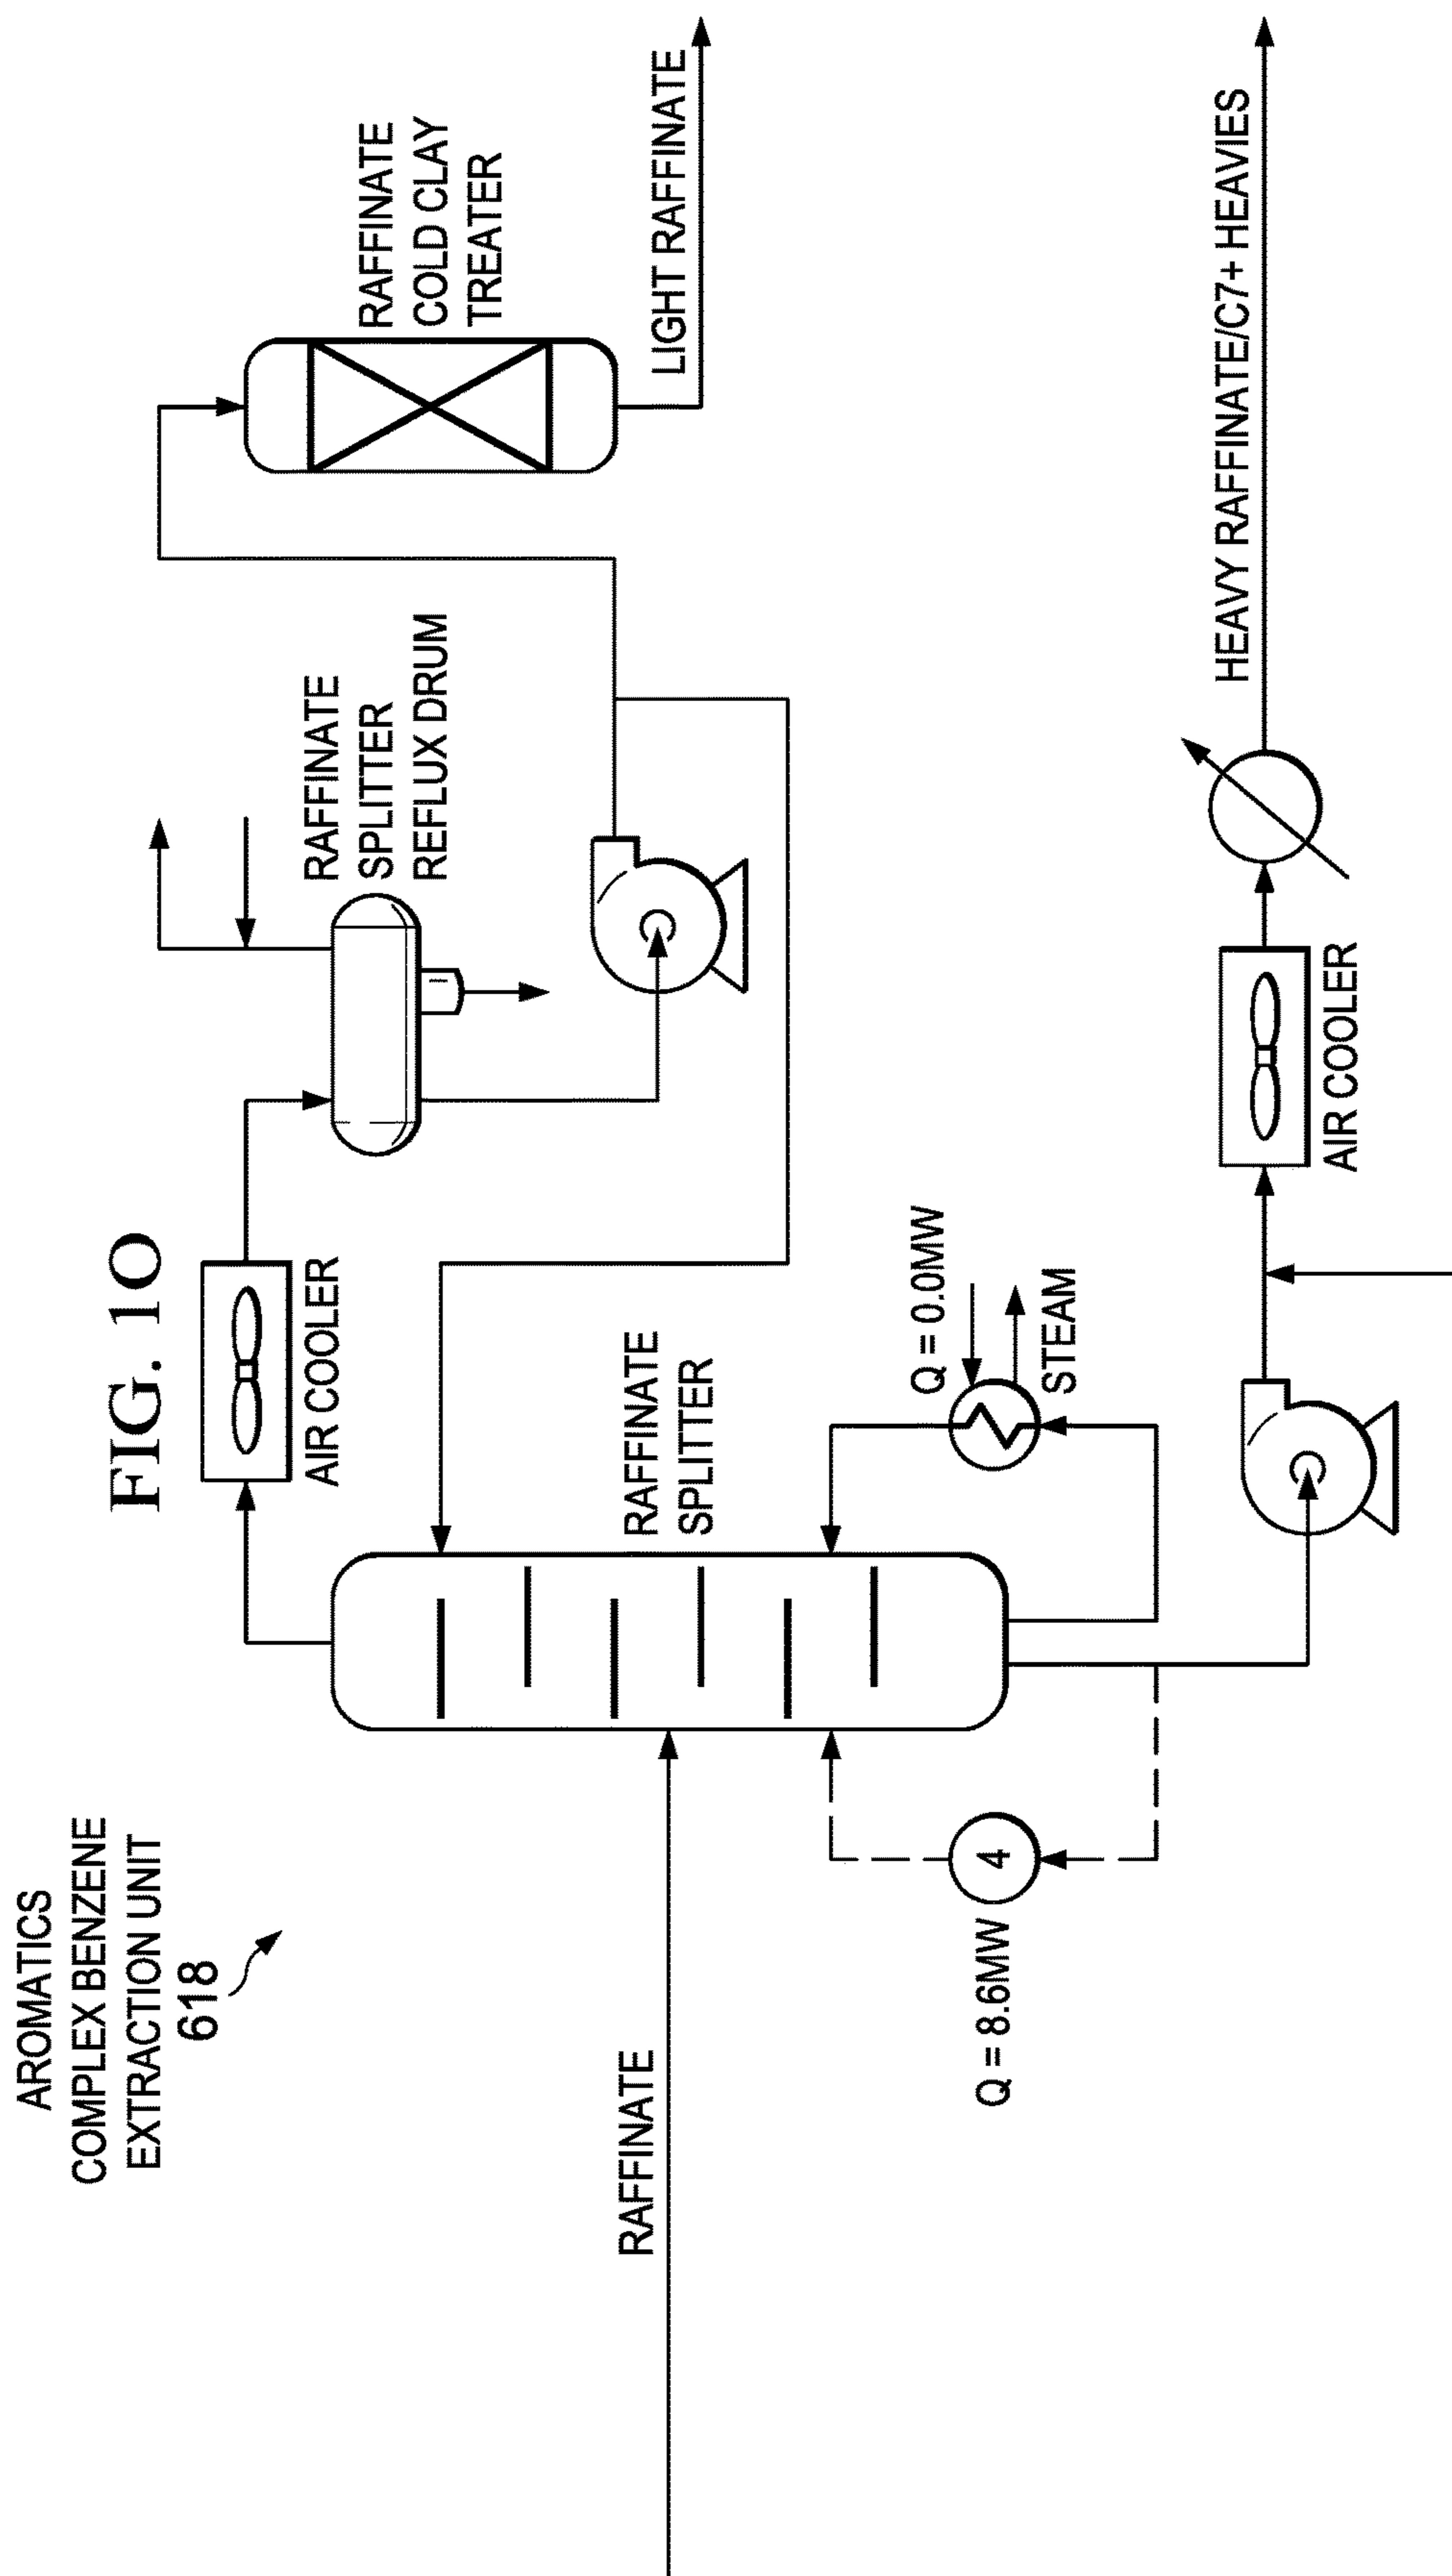 AROMATICS
COMPLEX BENZENE
EXTRACTION UNIT
618
FIG. 1O
AIR COOLER
RAFFINATE
SPLITTER
REFLUX DRUM
RAFFINATE
COLD CLAY
TREATER
LIGHT RAFFINATE
RAFFINATE
RAFFINATE
SPLITTER
Q = 8.6MW
4
Q = 0.0MW
STEAM
AIR COOLER
HEAVY RAFFINATE/C7+ HEAVIES